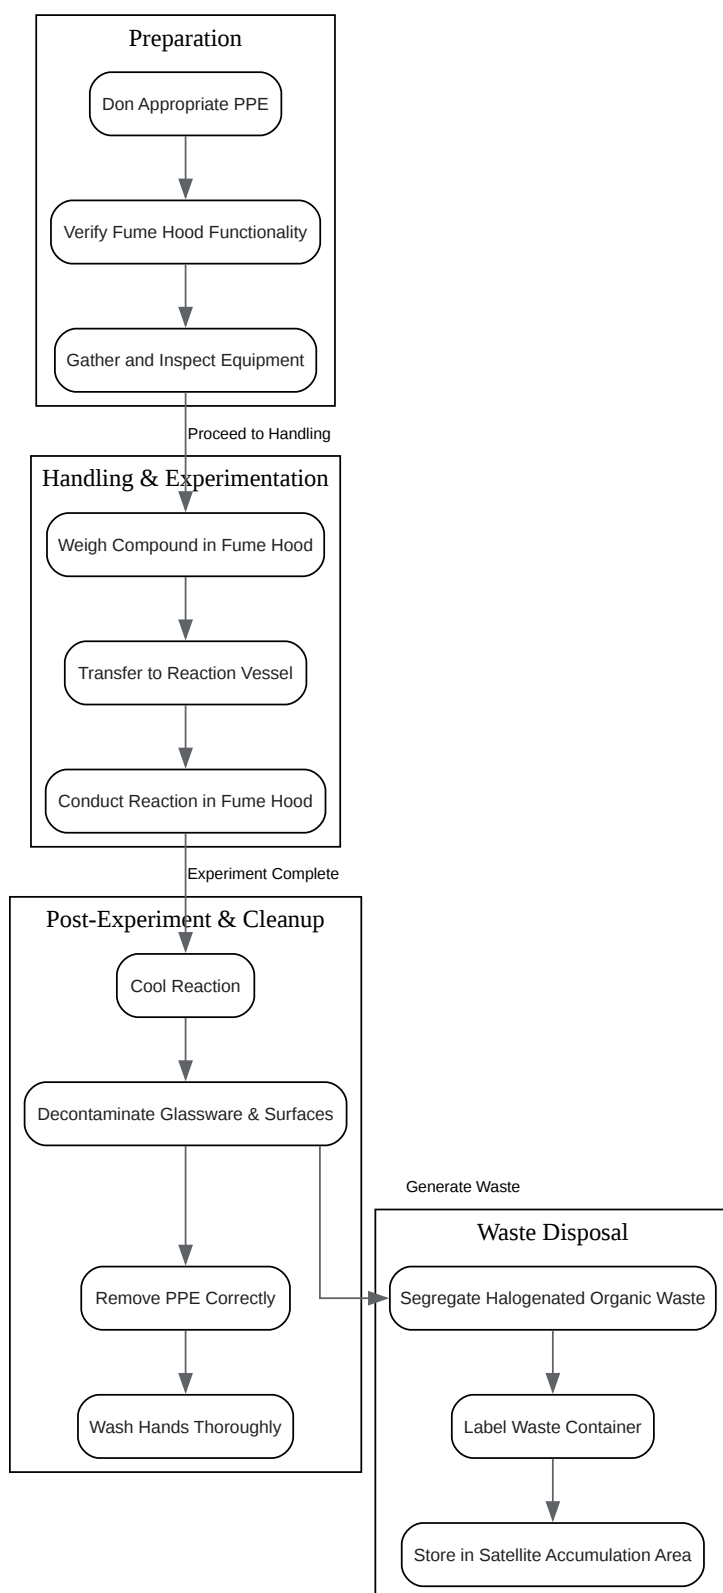 Preparation
Don Appropriate PPE
Verify Fume Hood Functionality
Gather and Inspect Equipment
Proceed to Handling
Handling & Experimentation
Weigh Compound in Fume Hood
Transfer to Reaction Vessel
Conduct Reaction in Fume Hood
Experiment Complete
Post-Experiment & Cleanup
Cool Reaction
Decontaminate Glassware & Surfaces
Remove PPE Correctly
Wash Hands Thoroughly
Generate Waste
Waste Disposal
Segregate Halogenated Organic Waste
Label Waste Container
Store in Satellite Accumulation Area